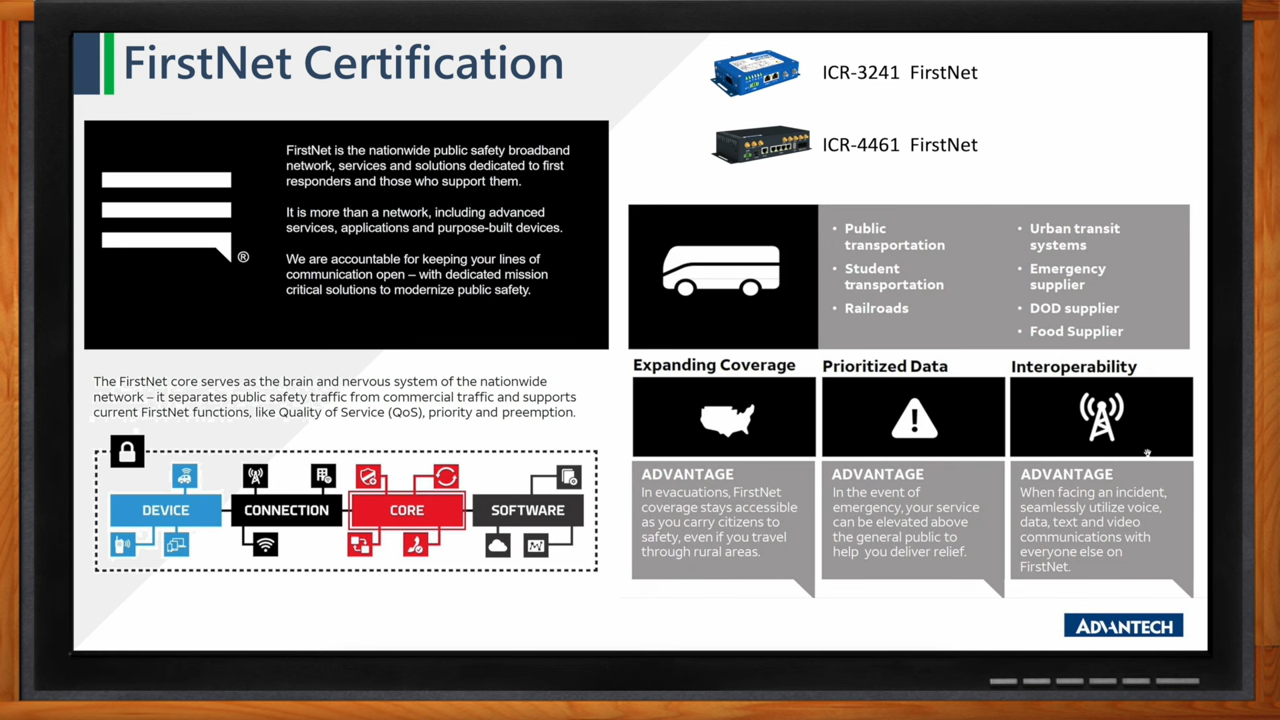 FirstNet Certification
ICR-3241 FirstNet
ICR-4461 FirstNet
FirstNet is the nationwide public safety broadband
network, services and solutions dedicated to first
responders and those who support them.
It is more than a network, including advanced
services, applications and purpose-built devices.
We are accountable for keeping your lines of
communication open – with dedicated mission
critical solutions to modernize public safety.
®
• Public
transportation
• Student
transportation
• Railroads
• Urban transit
systems
• Emergency
supplier
• DOD supplier
• Food Supplier
The FirstNet core serves as the brain and nervous system of the nationwide
network – it separates public safety traffic from commercial traffic and supports
current FirstNet functions, like Quality of Service (QoS), priority and preemption.
DEVICE
CONNECTION
CORE
SOFTWARE
Expanding Coverage
ADVANTAGE
In evacuations, FirstNet
coverage stays accessible
as you carry citizens to
safety, even if you travel
through rural areas.
Prioritized Data
ADVANTAGE
In the event of
emergency, your service
can be elevated above
the general public to
help you deliver relief.
Interoperability
ADVANTAGE
When facing an incident,
seamlessly utilize voice,
data, text and video
communications with
everyone else on
FirstNet.
ADVANTECH